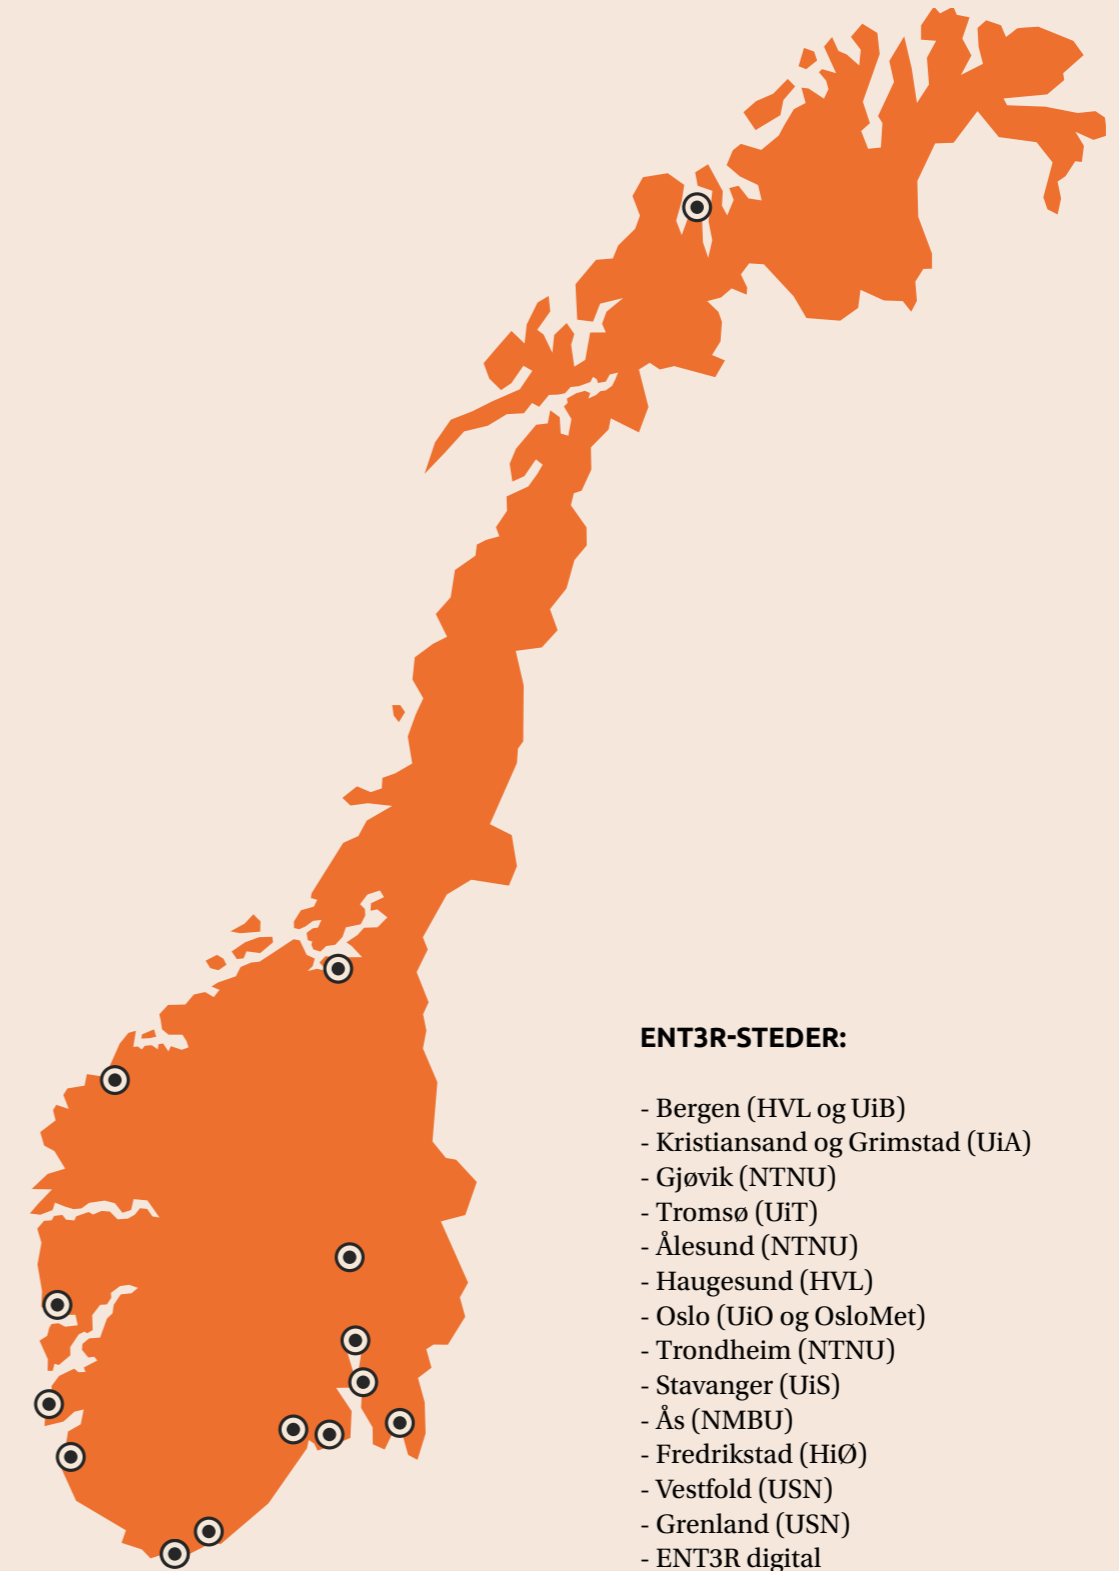 ENT3R-STEDER:
- Bergen (HVL og UiB)
- Kristiansand og Grimstad (UiA)
- Gjøvik (NTNU)
- Tromsø (UiT)
- Ålesund (NTNU)
- Haugesund (HVL)
- Oslo (UiO og OsloMet)
- Trondheim (NTNU)
- Stavanger (UiS)
- Ås (NMBU)
- Fredrikstad (HiØ)
- Vestfold (USN)
- Grenland (USN)
- ENT3R digital